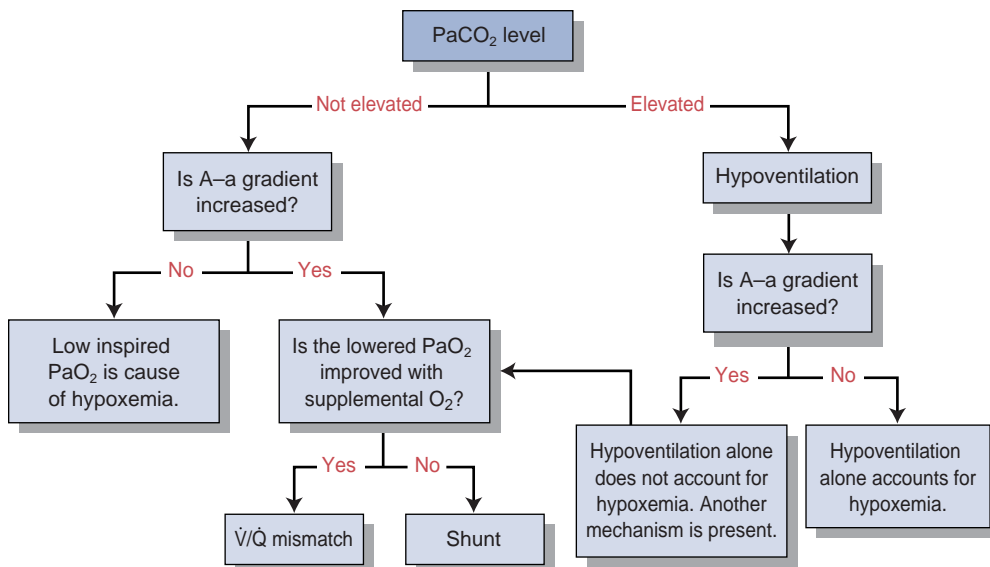 PaCO₂ level
Not elevated
Elevated
Is A–a gradient
increased?
Hypoventilation
No
Yes
Is A–a gradient
increased?
Low inspired
PaO₂ is cause
of hypoxemia.
Is the lowered PaO₂
improved with
supplemental O₂?
Yes
No
Hypoventilation alone
does not account for
hypoxemia. Another
mechanism is present.
Hypoventilation
alone accounts for
hypoxemia.
Yes
No
V̇/Q̇ mismatch
Shunt